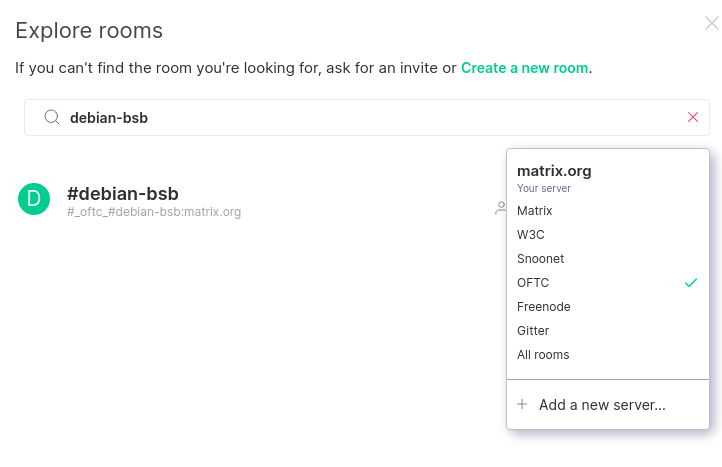 Explore rooms
If you can't find the room you're looking for, ask for an invite or Create a new room.
debian-bsb
D
#debian-bsb
#_oftc_#debian-bsb:matrix.org
matrix.org
Your server
Matrix
W3C
Snoonet
OFTC
Freenode
Gitter
All rooms
Add a new server...